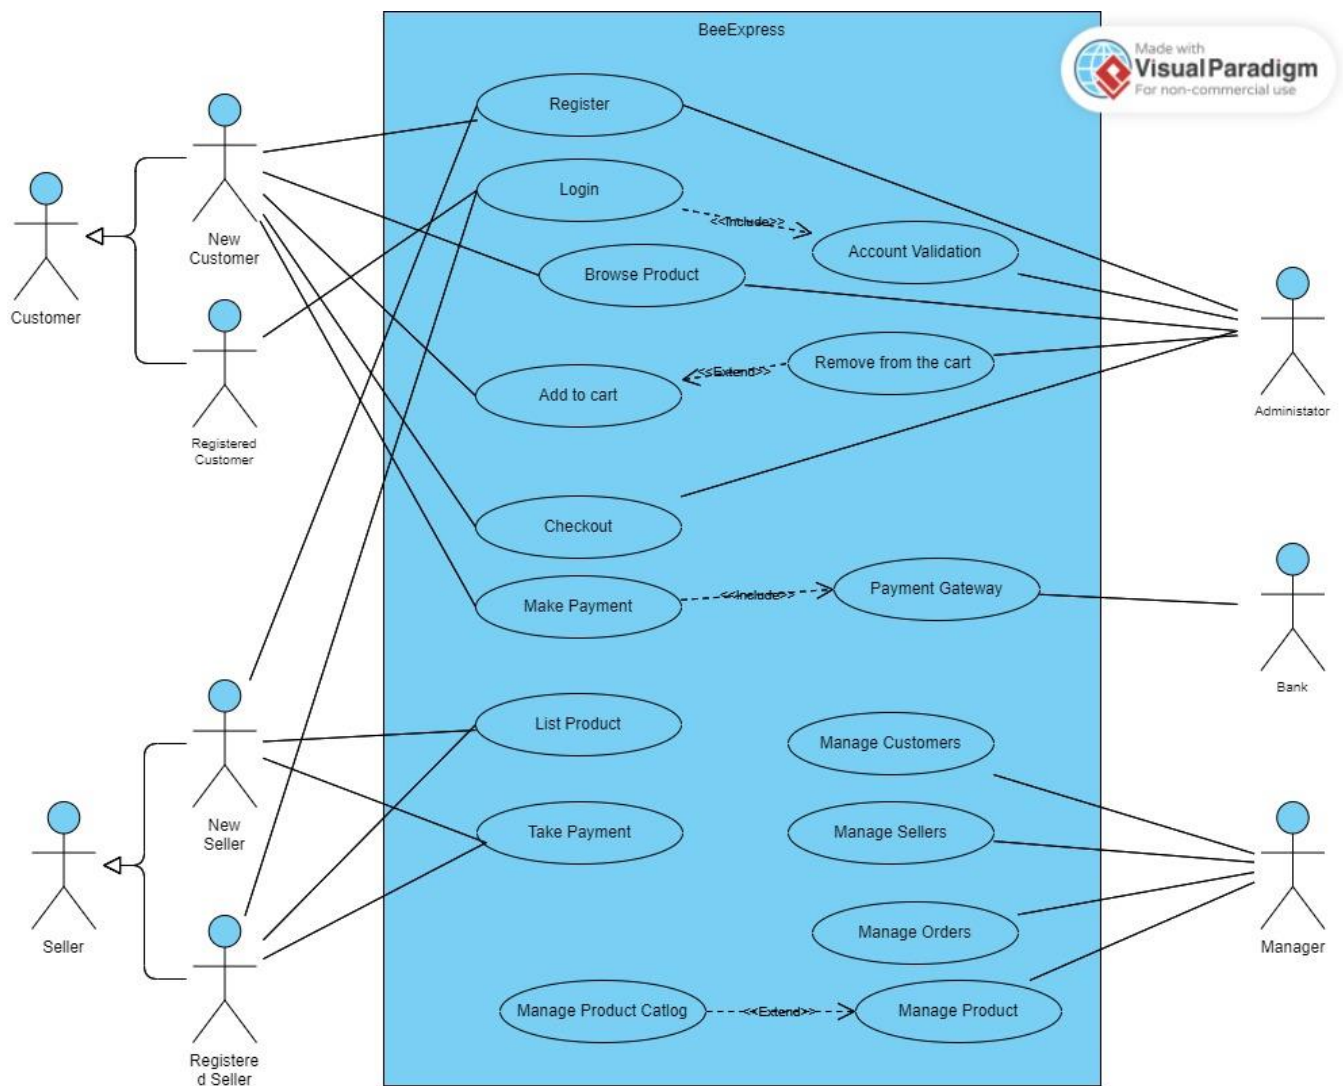 BeeExpress
Made with
VisualParadigm
For non-commercial use
Register
Login
<<Include>>
Account Validation
New
Customer
Browse Product
Customer
Remove from the cart
<<Extend>>
Add to cart
Administator
Registered
Customer
Checkout
Payment Gateway
<<Include>>
Make Payment
Bank
List Product
Manage Customers
New
Seller
Take Payment
Manage Sellers
Seller
Manage Orders
Manager
Manage Product Catlog
<<Extend>>
Manage Product
Registere
d Seller